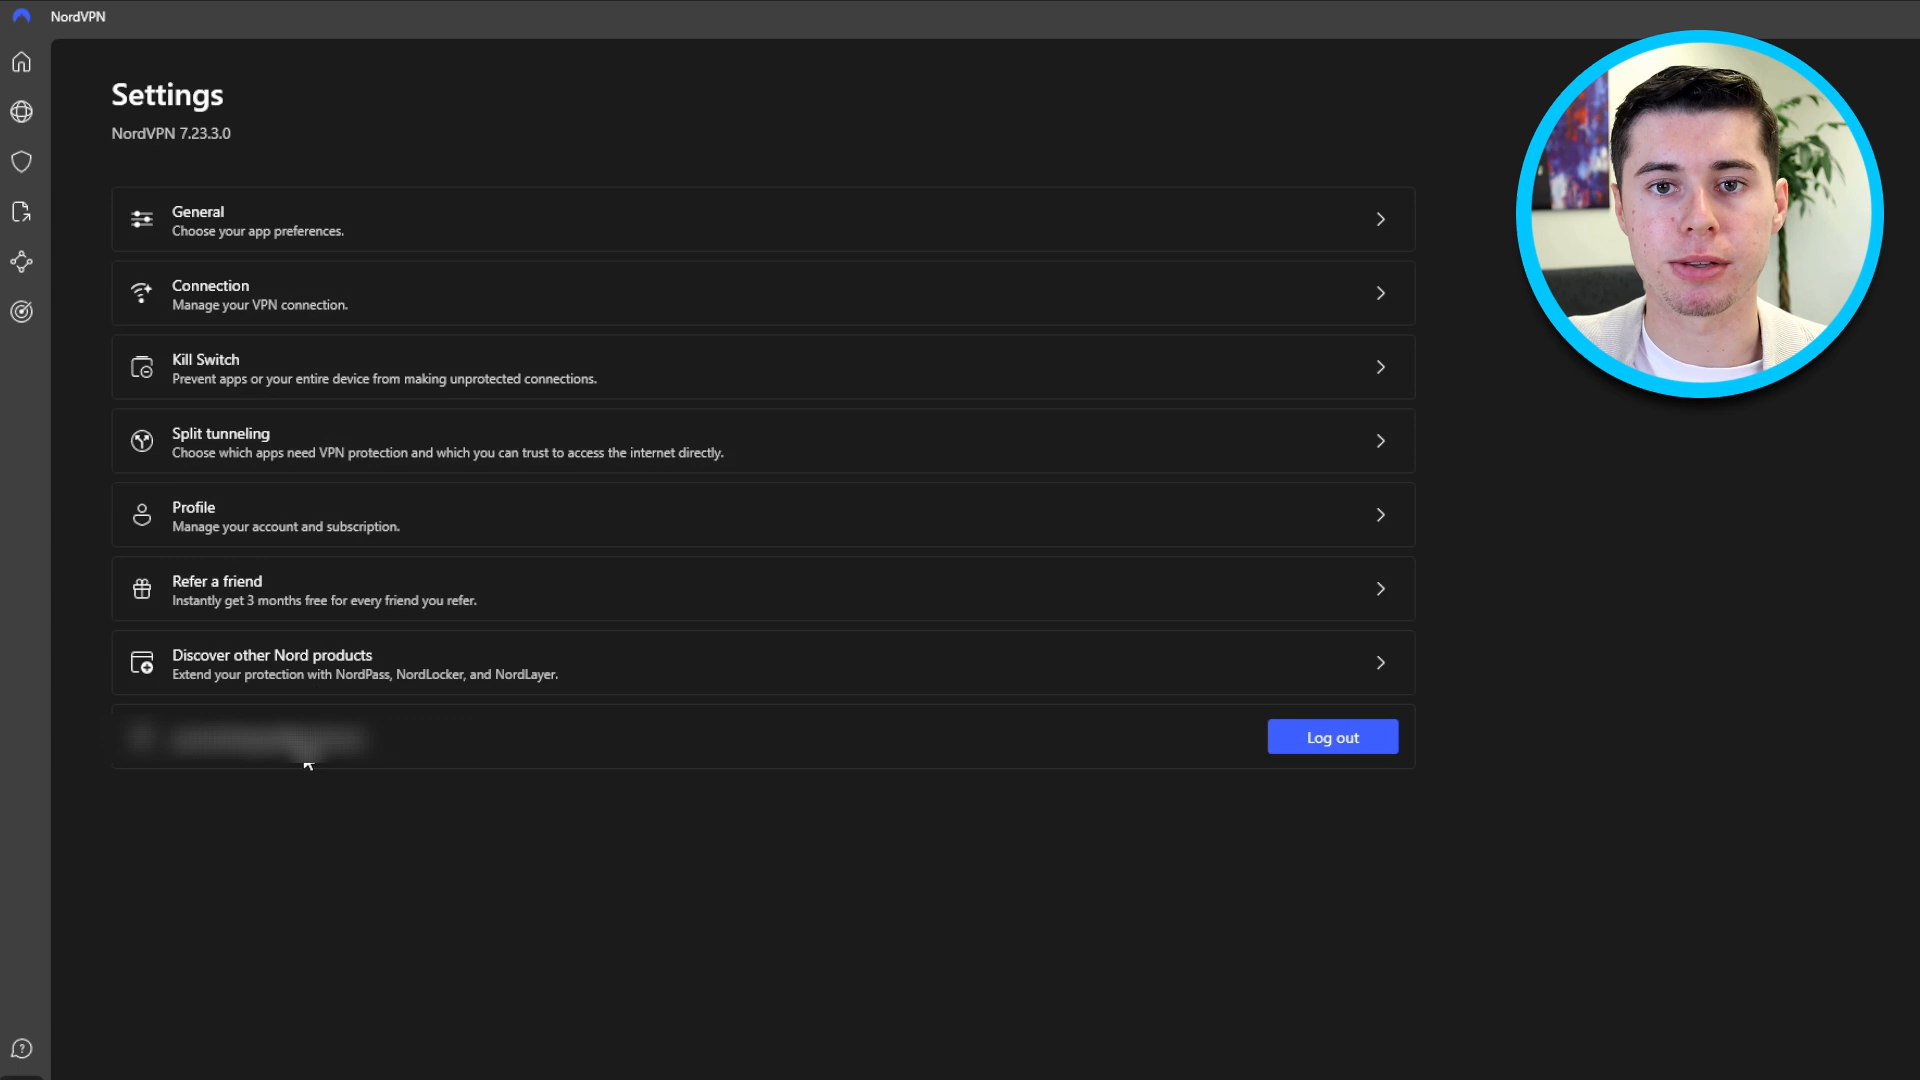 NordVPN
Settings
NordVPN 7.23.3.0
General
Choose your app preferences.
Connection
Manage your VPN connection.
Kill Switch
Prevent apps or your entire device from making unprotected connections.
Split tunneling
Choose which apps need VPN protection and which you can trust to access the internet directly.
Profile
Manage your account and subscription.
Refer a friend
Instantly get 3 months free for every friend you refer.
Discover other Nord products
Extend your protection with NordPass, NordLocker, and NordLayer.
Log out